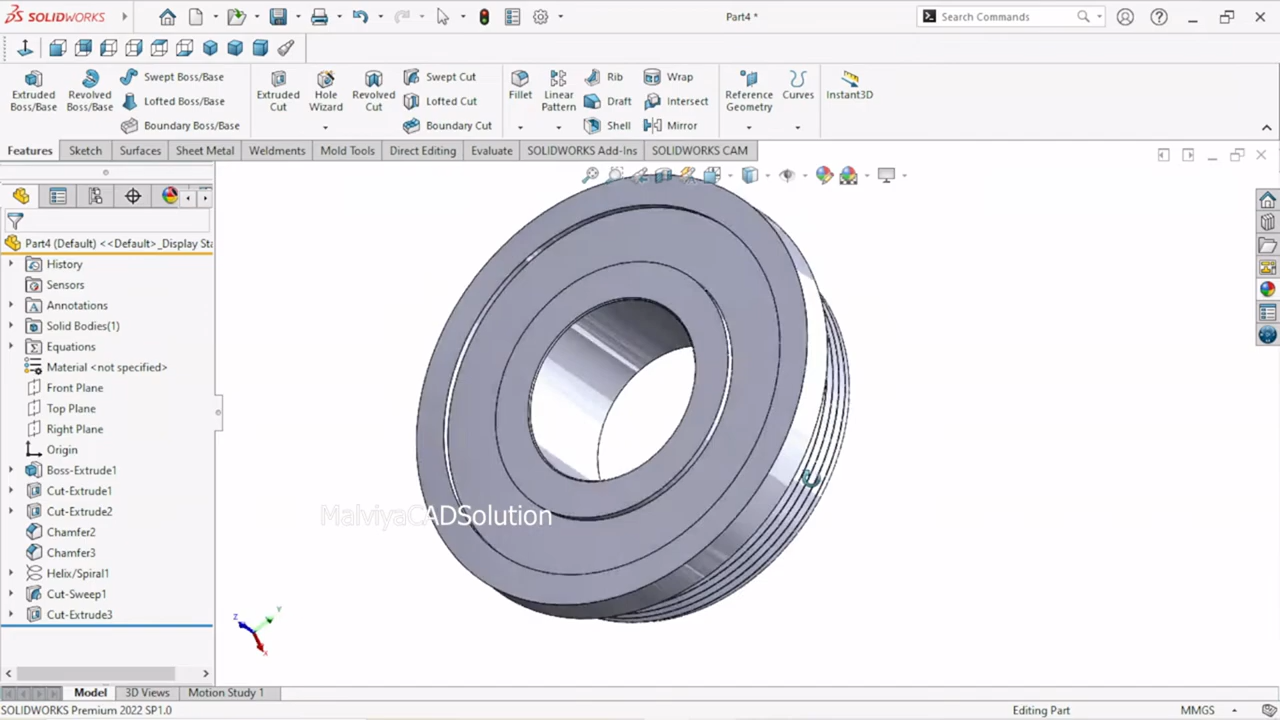 SOLIDWORKS
Part4 *
Search Commands
Extruded Boss/Base
Revolved Boss/Base
Swept Boss/Base
Lofted Boss/Base
Boundary Boss/Base
Extruded Cut
Hole Wizard
Revolved Cut
Swept Cut
Lofted Cut
Boundary Cut
Fillet
Linear Pattern
Rib
Draft
Shell
Wrap
Intersect
Mirror
Reference Geometry
Curves
Instant3D
Features
Sketch
Surfaces
Sheet Metal
Weldments
Mold Tools
Direct Editing
Evaluate
SOLIDWORKS Add-Ins
SOLIDWORKS CAM
Part4 (Default) <<Default>_Display Sta
History
Sensors
Annotations
Solid Bodies(1)
Equations
Material <not specified>
Front Plane
Top Plane
Right Plane
Origin
Boss-Extrude1
Cut-Extrude1
Cut-Extrude2
Chamfer2
Chamfer3
Helix/Spiral1
Cut-Sweep1
Cut-Extrude3
MalviyaCADSolution
Z
Y
X
Model
3D Views
Motion Study 1
SOLIDWORKS Premium 2022 SP1.0
Editing Part
MMGS